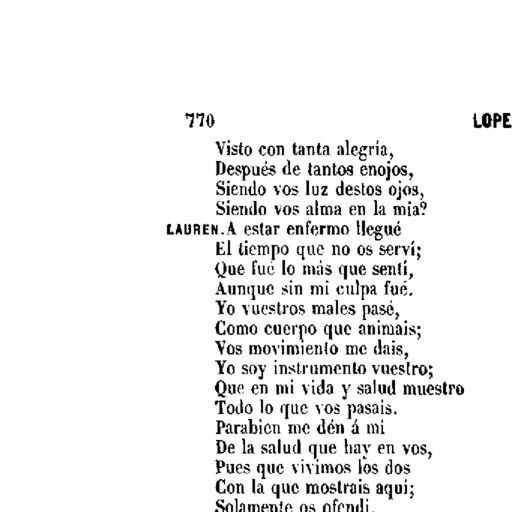 770 LOPE
Visto con tanta alegría,
Después de tantos enojos,
Siendo vos luz destos ojos,
Siendo vos alma en la mia?
LAUREN. A estar enfermo llegué
El tiempo que no os serví;
Que fué lo más que sentí,
Aunque sin mi culpa fué.
Yo vuestros males pasé,
Como cuerpo que animais;
Vos movimiento me dais,
Yo soy instrumento vuestro;
Que en mi vida y salud muestro
Todo lo que vos pasais.
Parabien me dén á mí
De la salud que hay en vos,
Pues que vivimos los dos
Con la que mostrais aquí;
Solamente os ofendi,